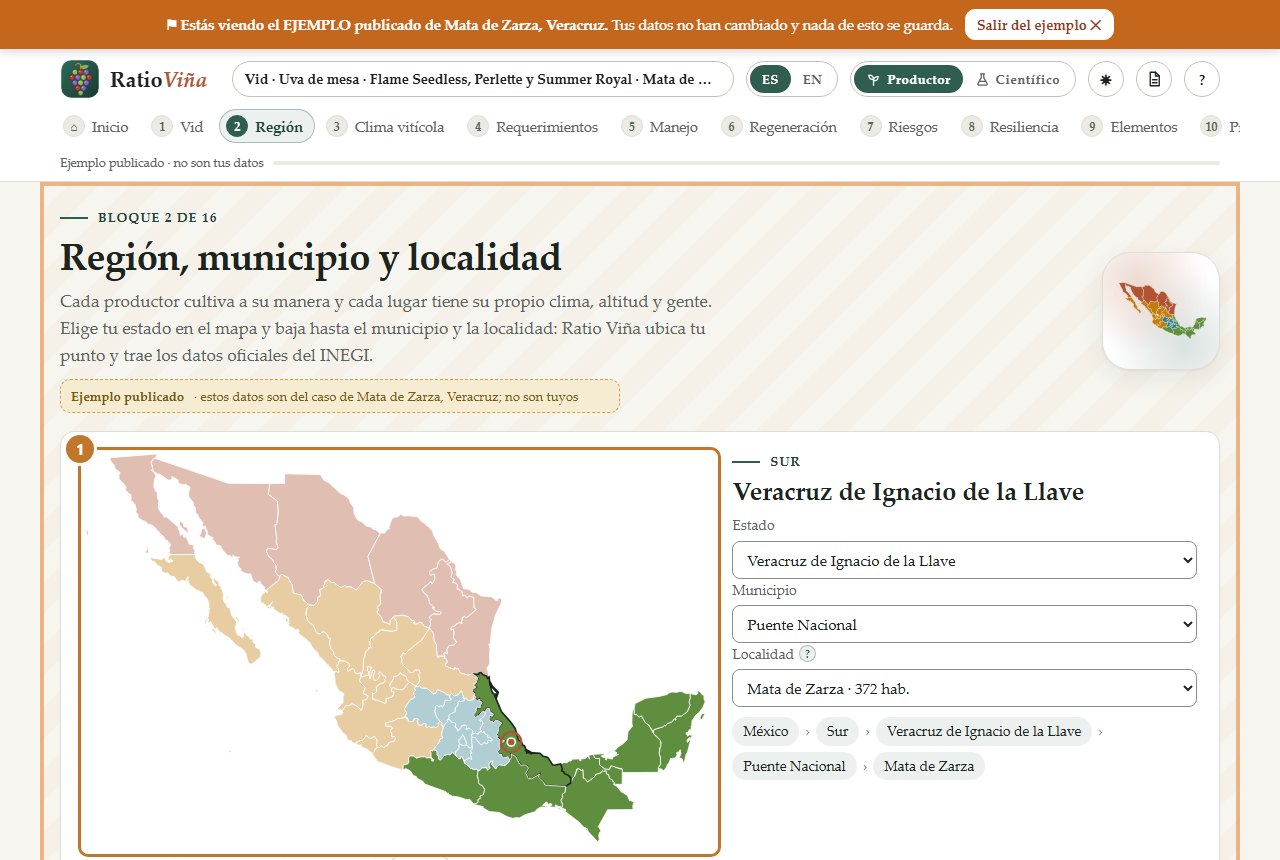 Estás viendo el EJEMPLO publicado de Mata de Zarza, Veracruz. Tus datos no han cambiado y nada de esto se guarda. Salir del ejemplo ✕
RatioViña
Vid · Uva de mesa · Flame Seedless, Perlette y Summer Royal · Mata de ...
ES EN
Productor Científico
?
Inicio 1 Vid 2 Región 3 Clima vitícola 4 Requerimientos 5 Manejo 6 Regeneración 7 Riesgos 8 Resiliencia 9 Elementos 10
Ejemplo publicado · no son tus datos
BLOQUE 2 DE 16
Región, municipio y localidad
Cada productor cultiva a su manera y cada lugar tiene su propio clima, altitud y gente.
Elige tu estado en el mapa y baja hasta el municipio y la localidad: Ratio Viña ubica tu
punto y trae los datos oficiales del INEGI.
Ejemplo publicado · estos datos son del caso de Mata de Zarza, Veracruz; no son tuyos
1
SUR
Veracruz de Ignacio de la Llave
Estado
Veracruz de Ignacio de la Llave
Municipio
Puente Nacional
Localidad ?
Mata de Zarza · 372 hab.
México › Sur › Veracruz de Ignacio de la Llave ›
Puente Nacional › Mata de Zarza